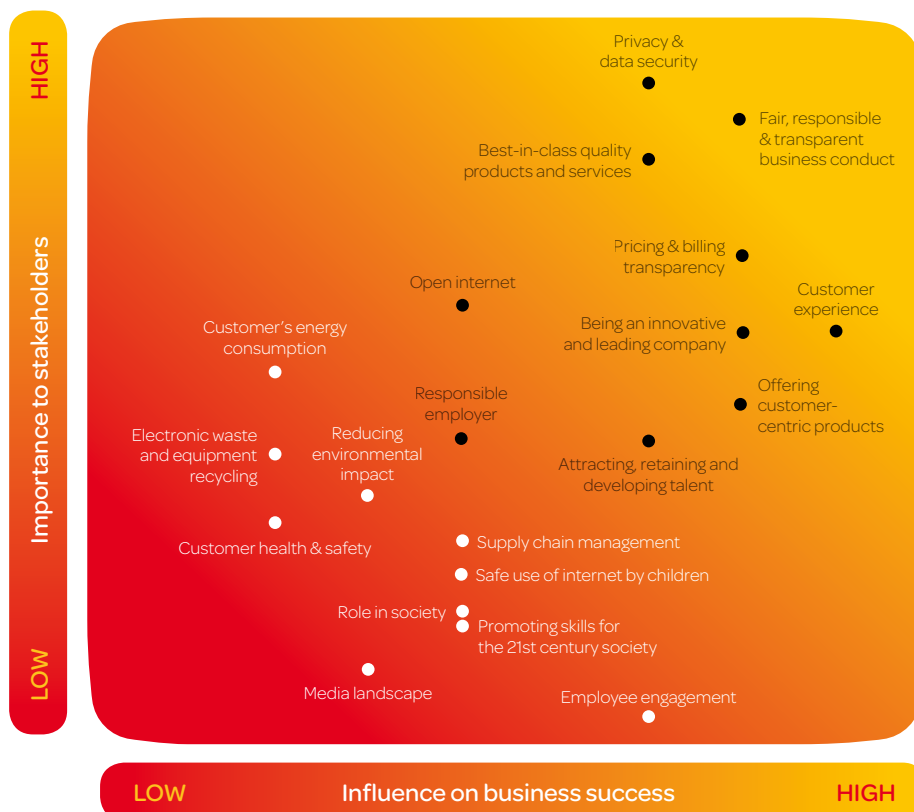 HIGH
Importance to stakeholders
LOW
Privacy &
data security
Fair, responsible
& transparent
business conduct
Best-in-class quality
products and services
Pricing & billing
transparency
Open internet
Customer
experience
Being an innovative
and leading company
Customer's energy
consumption
Offering
customer-
centric products
Responsible
employer
Electronic waste
and equipment
recycling
Reducing
environmental
impact
Attracting, retaining and
developing talent
Customer health & safety
Supply chain management
Safe use of internet by children
Role in society
Promoting skills for
the 21st century society
Media landscape
Employee engagement
LOW
Influence on business success
HIGH